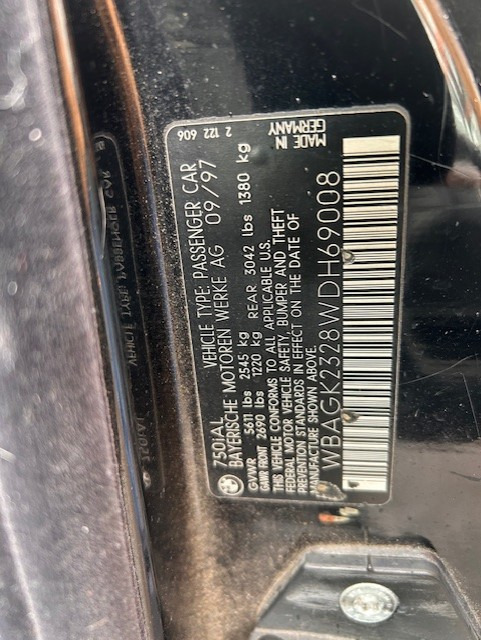 750iAL VEHICLE TYPE: PASSENGER CAR 2 122 606
BAYERISCHE MOTOREN WERKE AG 09/97
GVWR 5611 lbs 2545 kg
GAWR FRONT 2690 lbs 1220 kg REAR 3042 lbs 1380 kg
THIS VEHICLE CONFORMS TO ALL APPLICABLE U.S.
FEDERAL MOTOR VEHICLE SAFETY, BUMPER AND THEFT
PREVENTION STANDARDS IN EFFECT ON THE DATE OF
MANUFACTURE SHOWN ABOVE.
MADE IN
GERMANY
WBAGK2328WDH69008